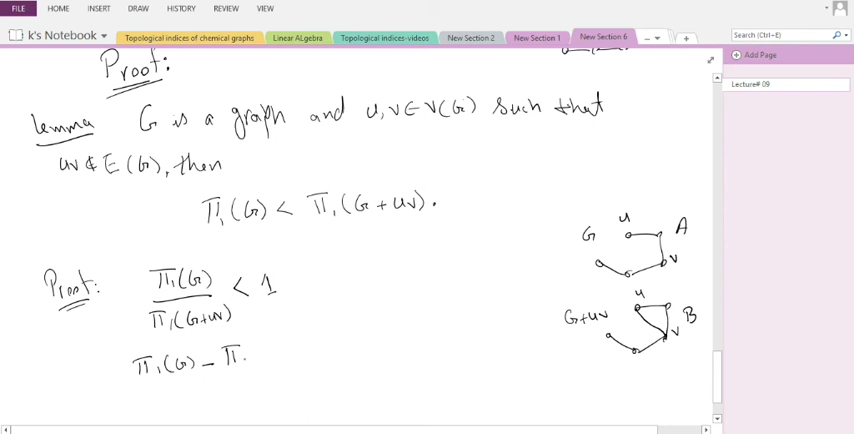 FILE HOME INSERT DRAW HISTORY REVIEW VIEW
k's Notebook Topological indices of chemical graphs Linear ALgebra Topological indices-videos New Section 2 New Section 1 New Section 6 Search (Ctrl+E)
Add Page
Lecture# 09
Proof:
Lemma G is a graph and u, v ∈ V(G) such that
uv ∉ E(G), then
Π₁(G) < Π₁(G + uv).
G u A
v
Proof: Π₁(G) / Π₁(G+uv) < 1
G+uv u B
v
Π₁(G) - Π